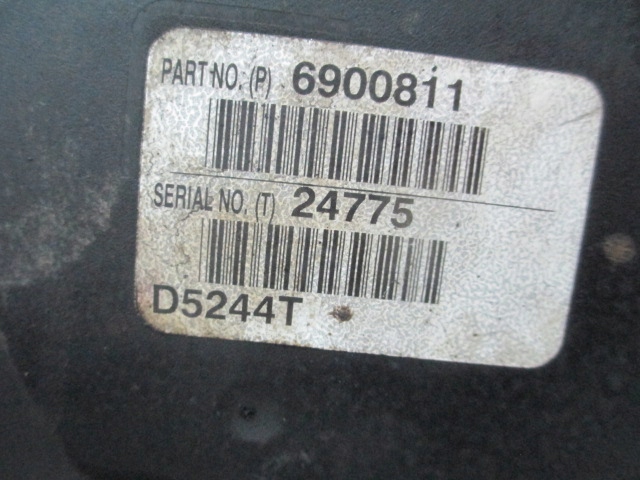 PART NO. (P) 6900811
SERIAL NO. (T) 24775
D5244T